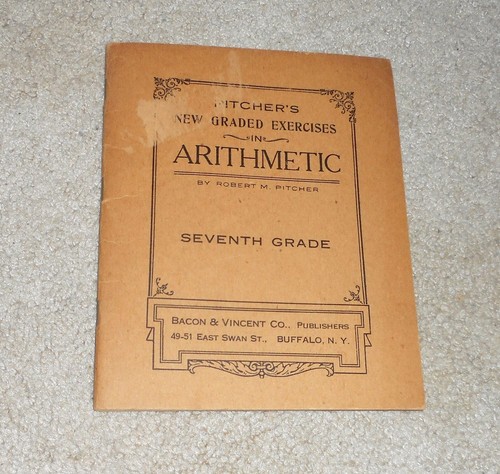 PITCHER'S
NEW GRADED EXERCISES
IN
ARITHMETIC
BY ROBERT M. PITCHER
SEVENTH GRADE
BACON & VINCENT CO., PUBLISHERS
49-51 EAST SWAN ST., BUFFALO, N. Y.